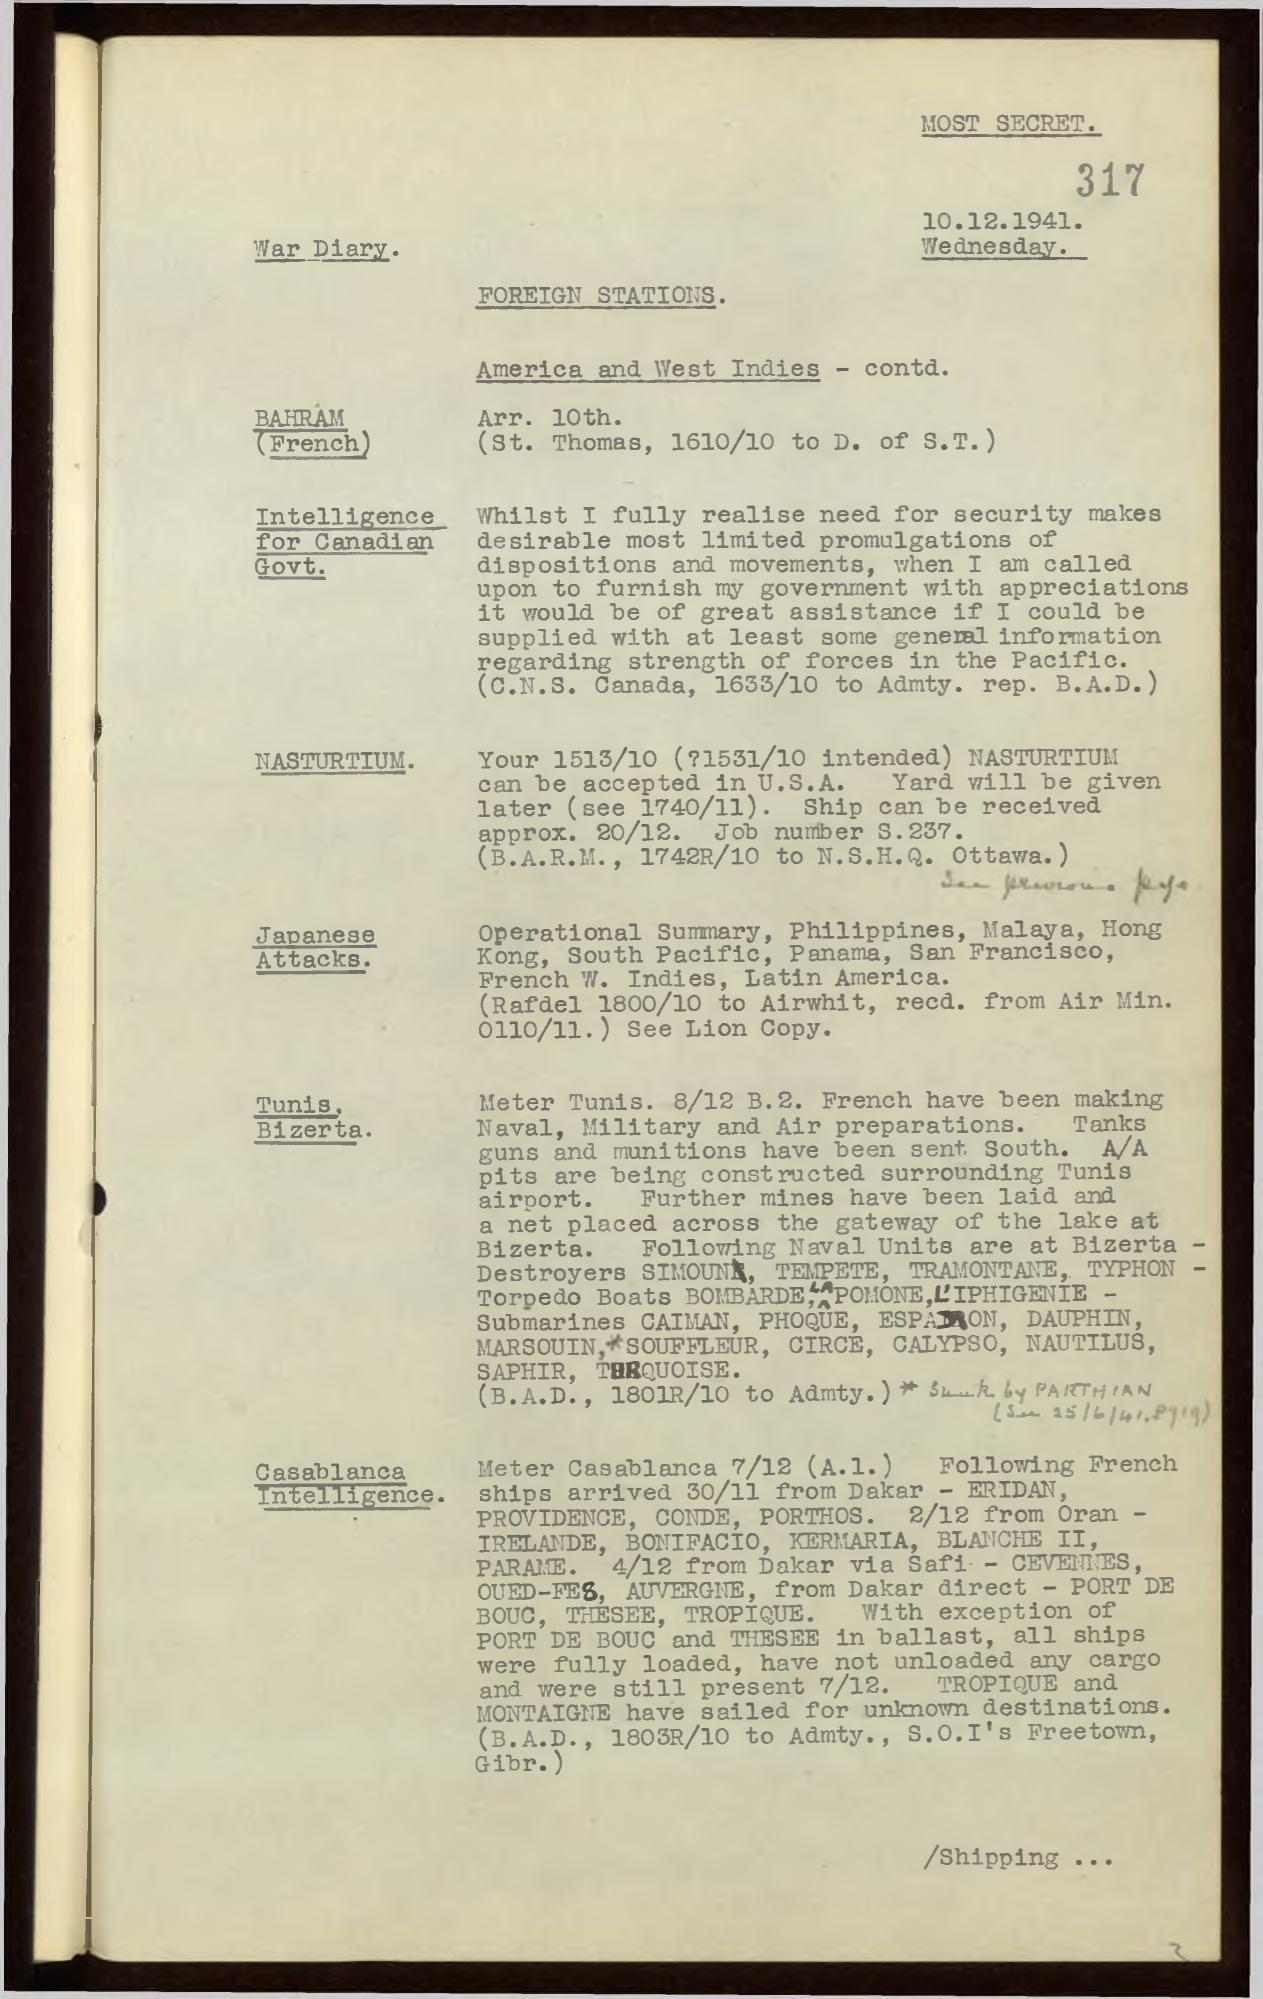 MOST SECRET.
317
10.12.1941.
Wednesday.
War Diary.
FOREIGN STATIONS.
America and West Indies - contd.
BAHRAM
(French)
Arr. 10th.
(St. Thomas, 1610/10 to D. of S.T.)
Intelligence
for Canadian
Govt.
Whilst I fully realise need for security makes
desirable most limited promulgations of
dispositions and movements, when I am called
upon to furnish my government with appreciations
it would be of great assistance if I could be
supplied with at least some general information
regarding strength of forces in the Pacific.
(C.N.S. Canada, 1633/10 to Admty. rep. B.A.D.)
NASTURTIUM.
Your 1513/10 (?1531/10 intended) NASTURTIUM
can be accepted in U.S.A. Yard will be given
later (see 1740/11). Ship can be received
approx. 20/12. Job number S.237.
(B.A.R.M., 1742R/10 to N.S.H.Q. Ottawa.)
See previous page
Japanese
Attacks.
Operational Summary, Philippines, Malaya, Hong
Kong, South Pacific, Panama, San Francisco,
French W. Indies, Latin America.
(Rafdel 1800/10 to Airwhit, recd. from Air Min.
0110/11.) See Lion Copy.
Tunis.
Bizerta.
Meter Tunis. 8/12 B.2. French have been making
Naval, Military and Air preparations. Tanks
guns and munitions have been sent South. A/A
pits are being constructed surrounding Tunis
airport. Further mines have been laid and
a net placed across the gateway of the lake at
Bizerta. Following Naval Units are at Bizerta -
Destroyers SIMOUN, TEMPETE, TRAMONTANE, TYPHON -
Torpedo Boats BOMBARDE, LA POMONE, L'IPHIGENIE -
Submarines CAIMAN, PHOQUE, ESPADON, DAUPHIN,
MARSOUIN, *SOUFFLEUR, CIRCE, CALYPSO, NAUTILUS,
SAPHIR, TURQUOISE.
(B.A.D., 1801R/10 to Admty.) * Sunk by PARTHIAN
(See 25/6/41,
Casablanca
Intelligence.
Meter Casablanca 7/12 (A.1.) Following French
ships arrived 30/11 from Dakar - ERIDAN,
PROVIDENCE, CONDE, PORTHOS. 2/12 from Oran -
IRELANDE, BONIFACIO, KERMARIA, BLANCHE II,
PARAME. 4/12 from Dakar via Safi - CEVENNES,
OUED-FES, AUVERGNE, from Dakar direct - PORT DE
BOUC, THESEE, TROPIQUE. With exception of
PORT DE BOUC and THESEE in ballast, all ships
were fully loaded, have not unloaded any cargo
and were still present 7/12. TROPIQUE and
MONTAIGNE have sailed for unknown destinations.
(B.A.D., 1803R/10 to Admty., S.O.I's Freetown,
Gibr.)
/Shipping ...